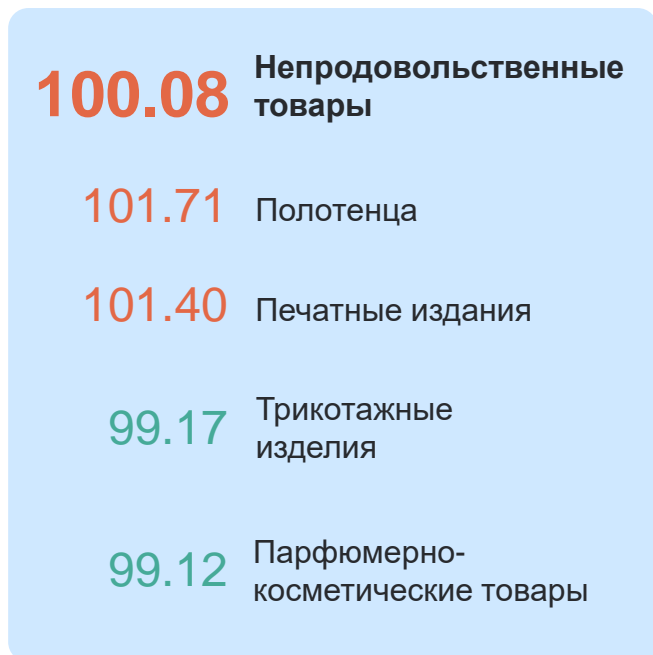 100.08 Непродовольственные
товары
101.71 Полотенца
101.40 Печатные издания
99.17 Трикотажные
изделия
99.12 Парфюмерно-
косметические товары